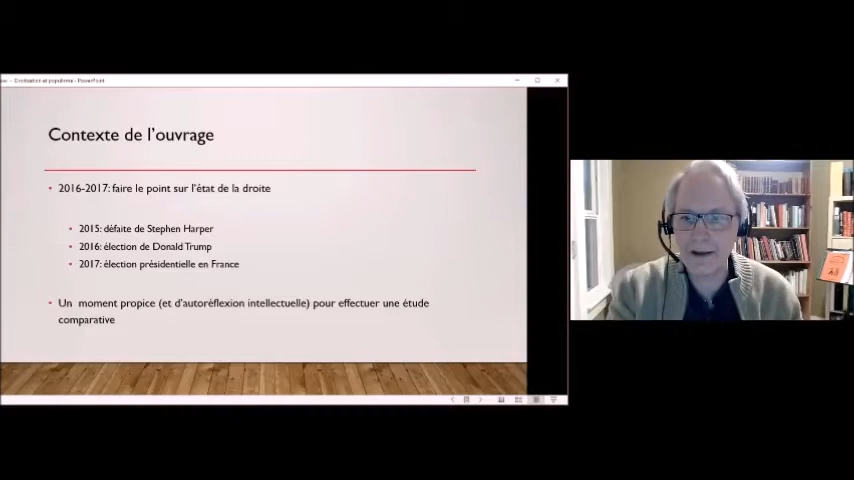 Civilisation et populisme - PowerPoint
Contexte de l'ouvrage
• 2016-2017: faire le point sur l'état de la droite
• 2015: défaite de Stephen Harper
• 2016: élection de Donald Trump
• 2017: élection présidentielle en France
• Un moment propice (et d'autoréflexion intellectuelle) pour effectuer une étude
comparative